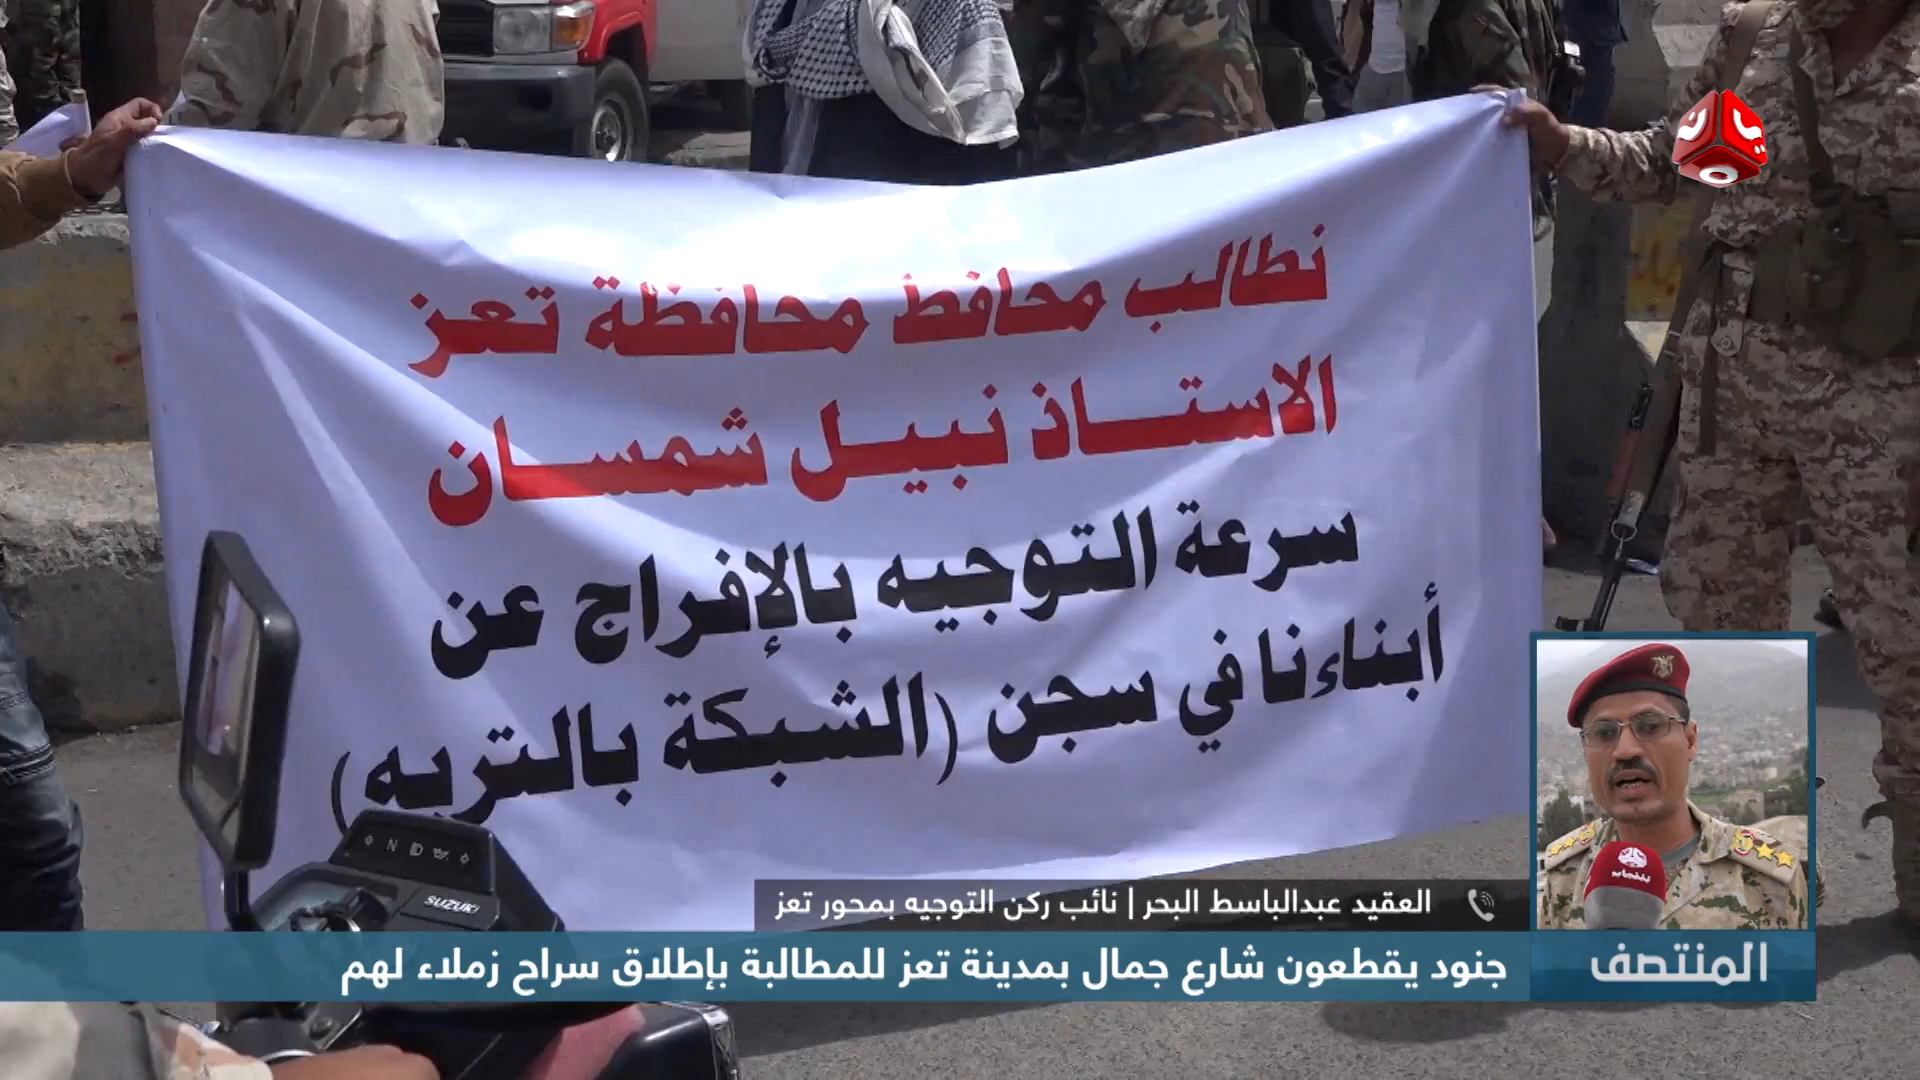 نطالب محافظ محافظة تعز
الاستاذ نبيل شمسان
سرعة التوجيه بالإفراج عن
أبناءنا في سجن (الشبكة بالتربه)
N D
SUZUKI
يمن
العقيد عبدالباسط البحر | نائب ركن التوجيه بمحور تعز
المنتصف
جنود يقطعون شارع جمال بمدينة تعز للمطالبة بإطلاق سراح زملاء لهم